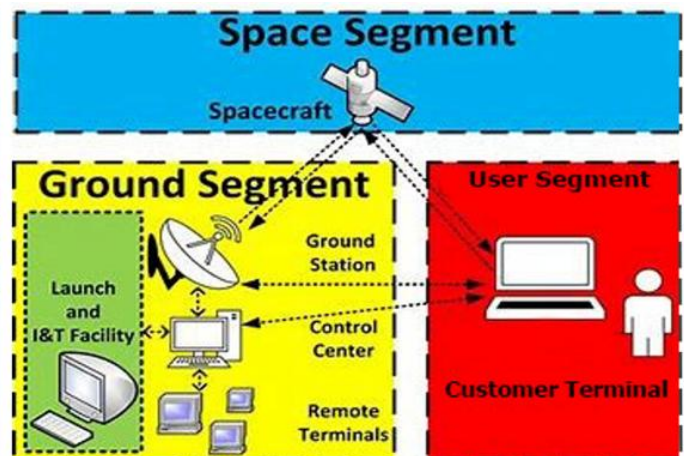 Space Segment
Spacecraft
Ground Segment
Ground
Station
Launch
and
I&T Facility
Control
Center
Remote
Terminals
User Segment
Customer Terminal